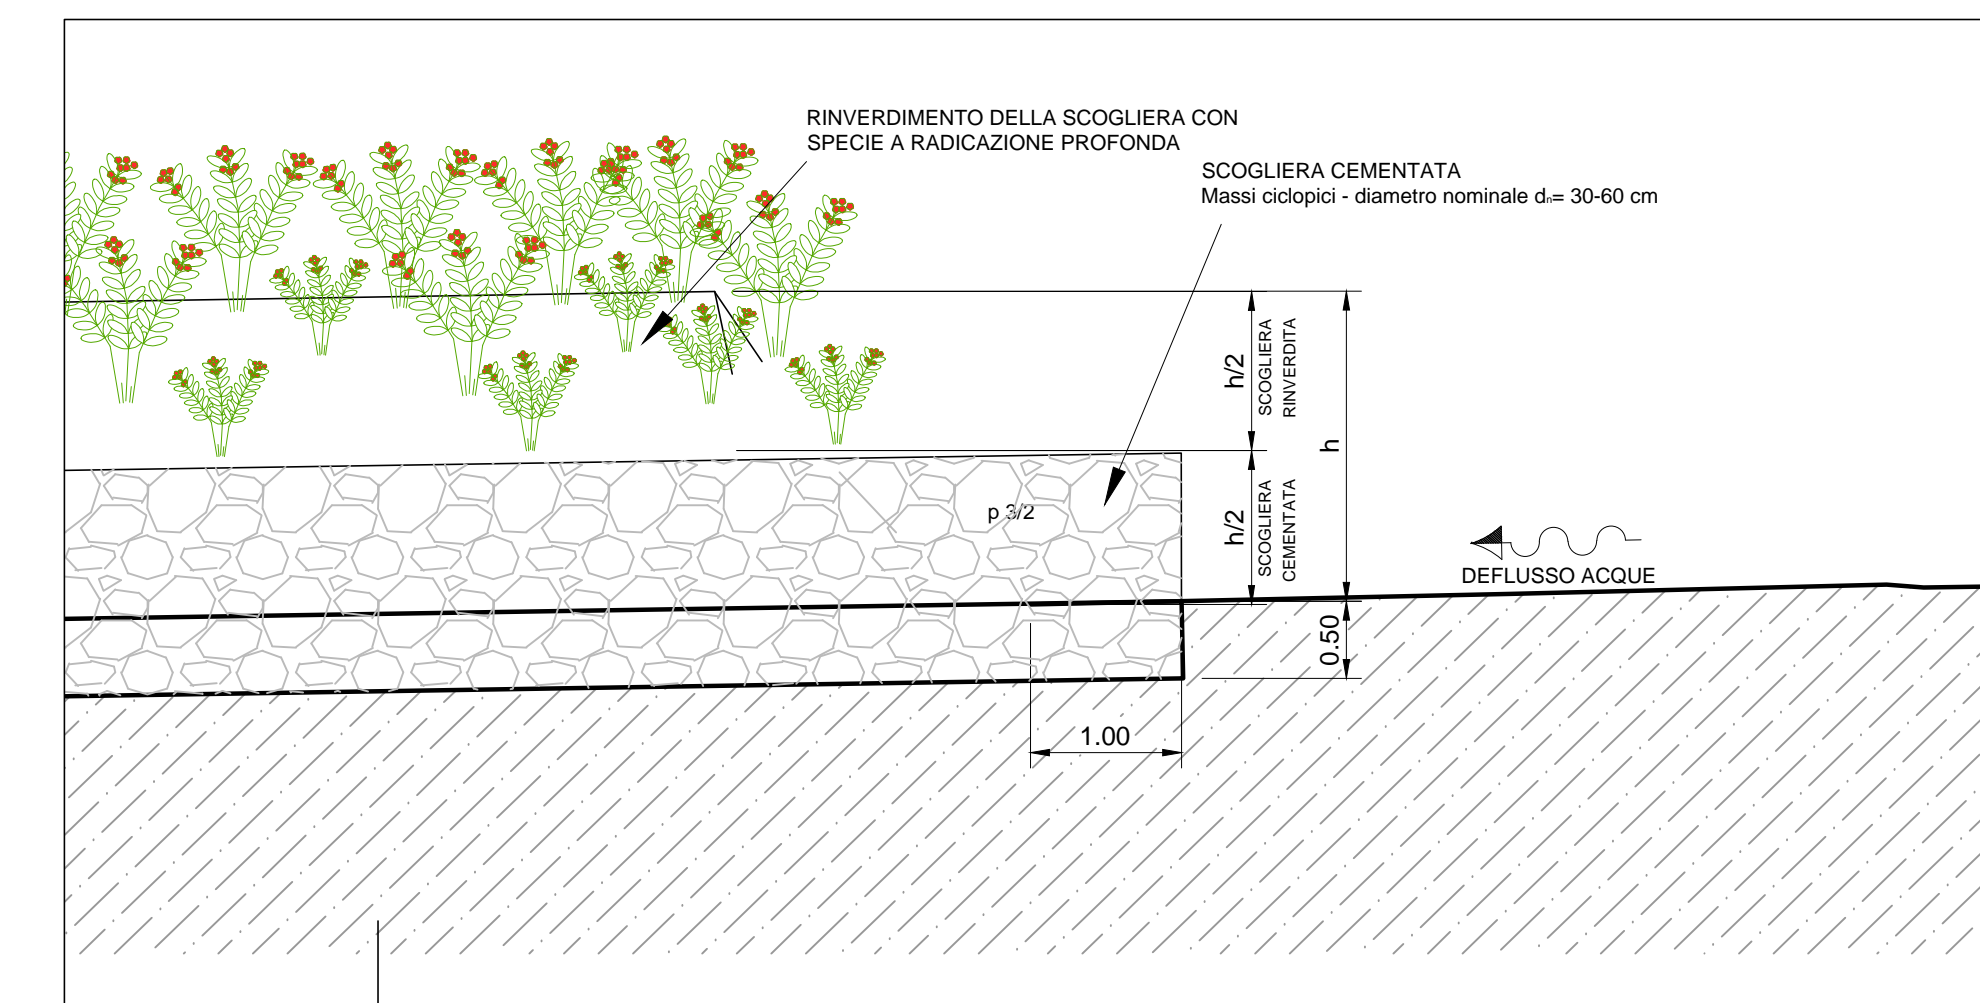 RINVERDIMENTO DELLA SCOGLIERA CON
SPECIE A RADICAZIONE PROFONDA
SCOGLIERA CEMENTATA
Massi ciclopici - diametro nominale dn= 30-60 cm
h/2
SCOGLIERA
RINVERDITA
h
h/2
SCOGLIERA
CEMENTATA
p 3/2
DEFLUSSO ACQUE
0.50
1.00